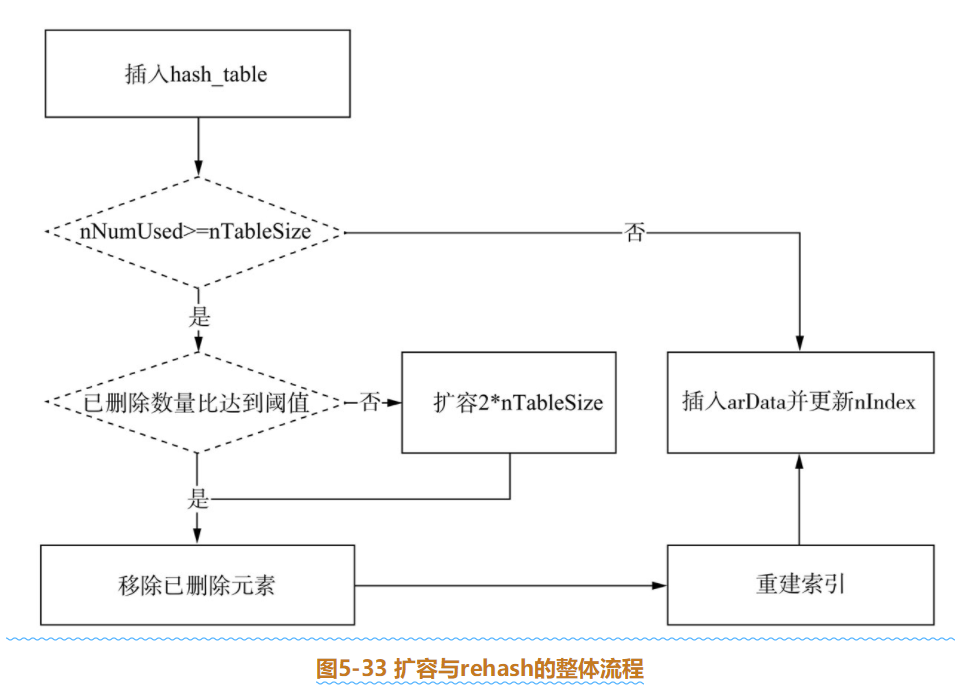 插入hash_table
nNumUsed>=nTableSize
否
是
已删除数量比达到阈值
否
扩容2*nTableSize
插入arData并更新nIndex
是
移除已删除元素
重建索引
图5-33 扩容与rehash的整体流程